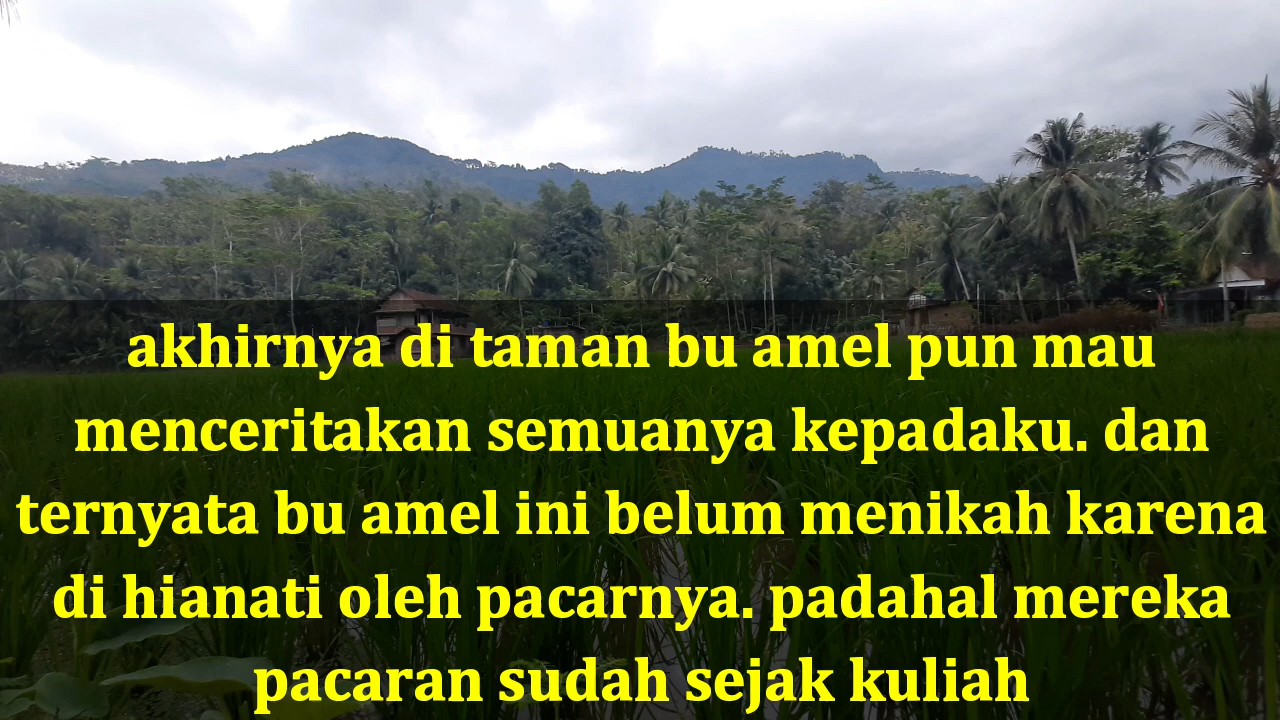 akhirnya di taman bu amel pun mau
menceritakan semuanya kepadaku. dan
ternyata bu amel ini belum menikah karena
di hianati oleh pacarnya. padahal mereka
pacaran sudah sejak kuliah